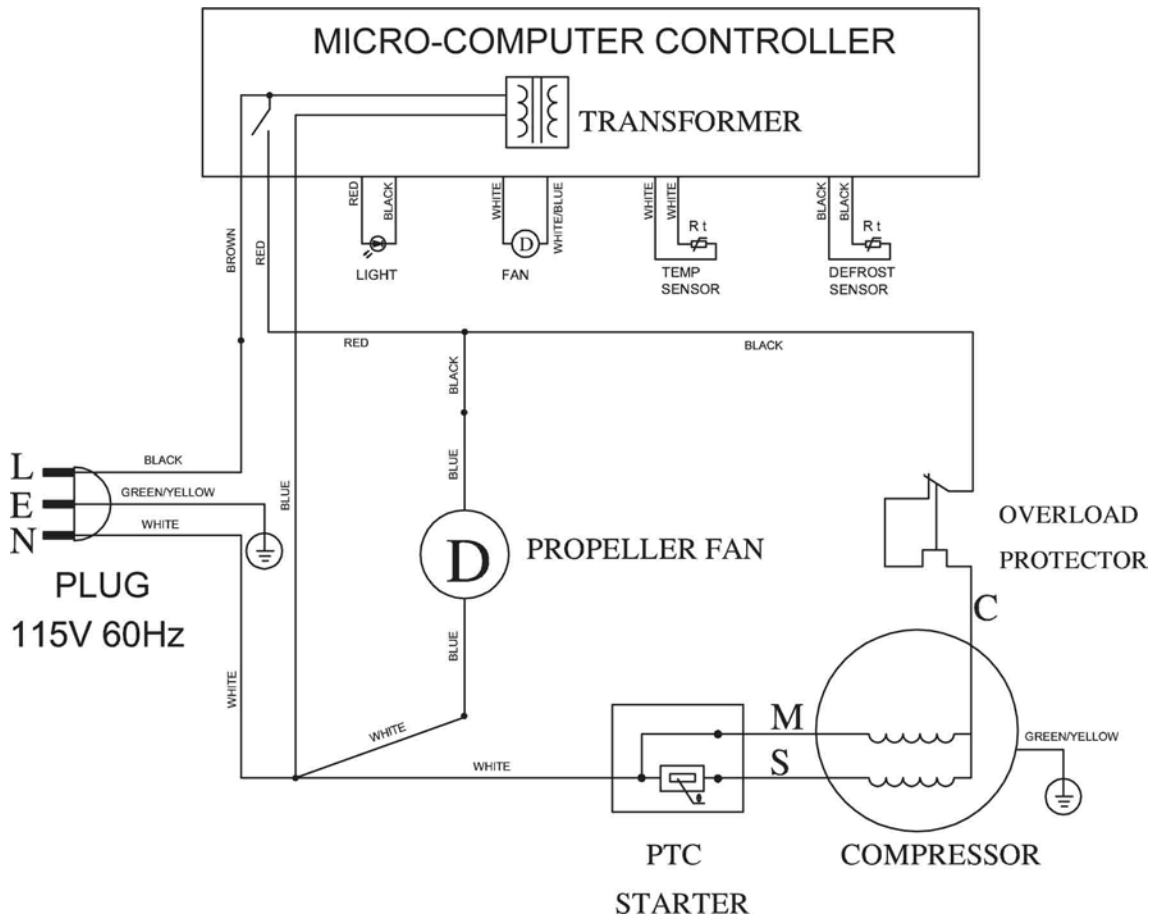 MICRO-COMPUTER CONTROLLER
TRANSFORMER
RED
BLACK
WHITE
WHITE/BLUE
WHITE
WHITE
BLACK
BLACK
BROWN
RED
LIGHT
D
FAN
R t
TEMP
SENSOR
R t
DEFROST
SENSOR
RED
BLACK
BLACK
BLUE
L
BLACK
E
GREEN/YELLOW
N
WHITE
BLUE
PLUG
115V 60Hz
D
PROPELLER FAN
OVERLOAD
PROTECTOR
C
BLUE
WHITE
WHITE
WHITE
M
S
GREEN/YELLOW
PTC
STARTER
COMPRESSOR